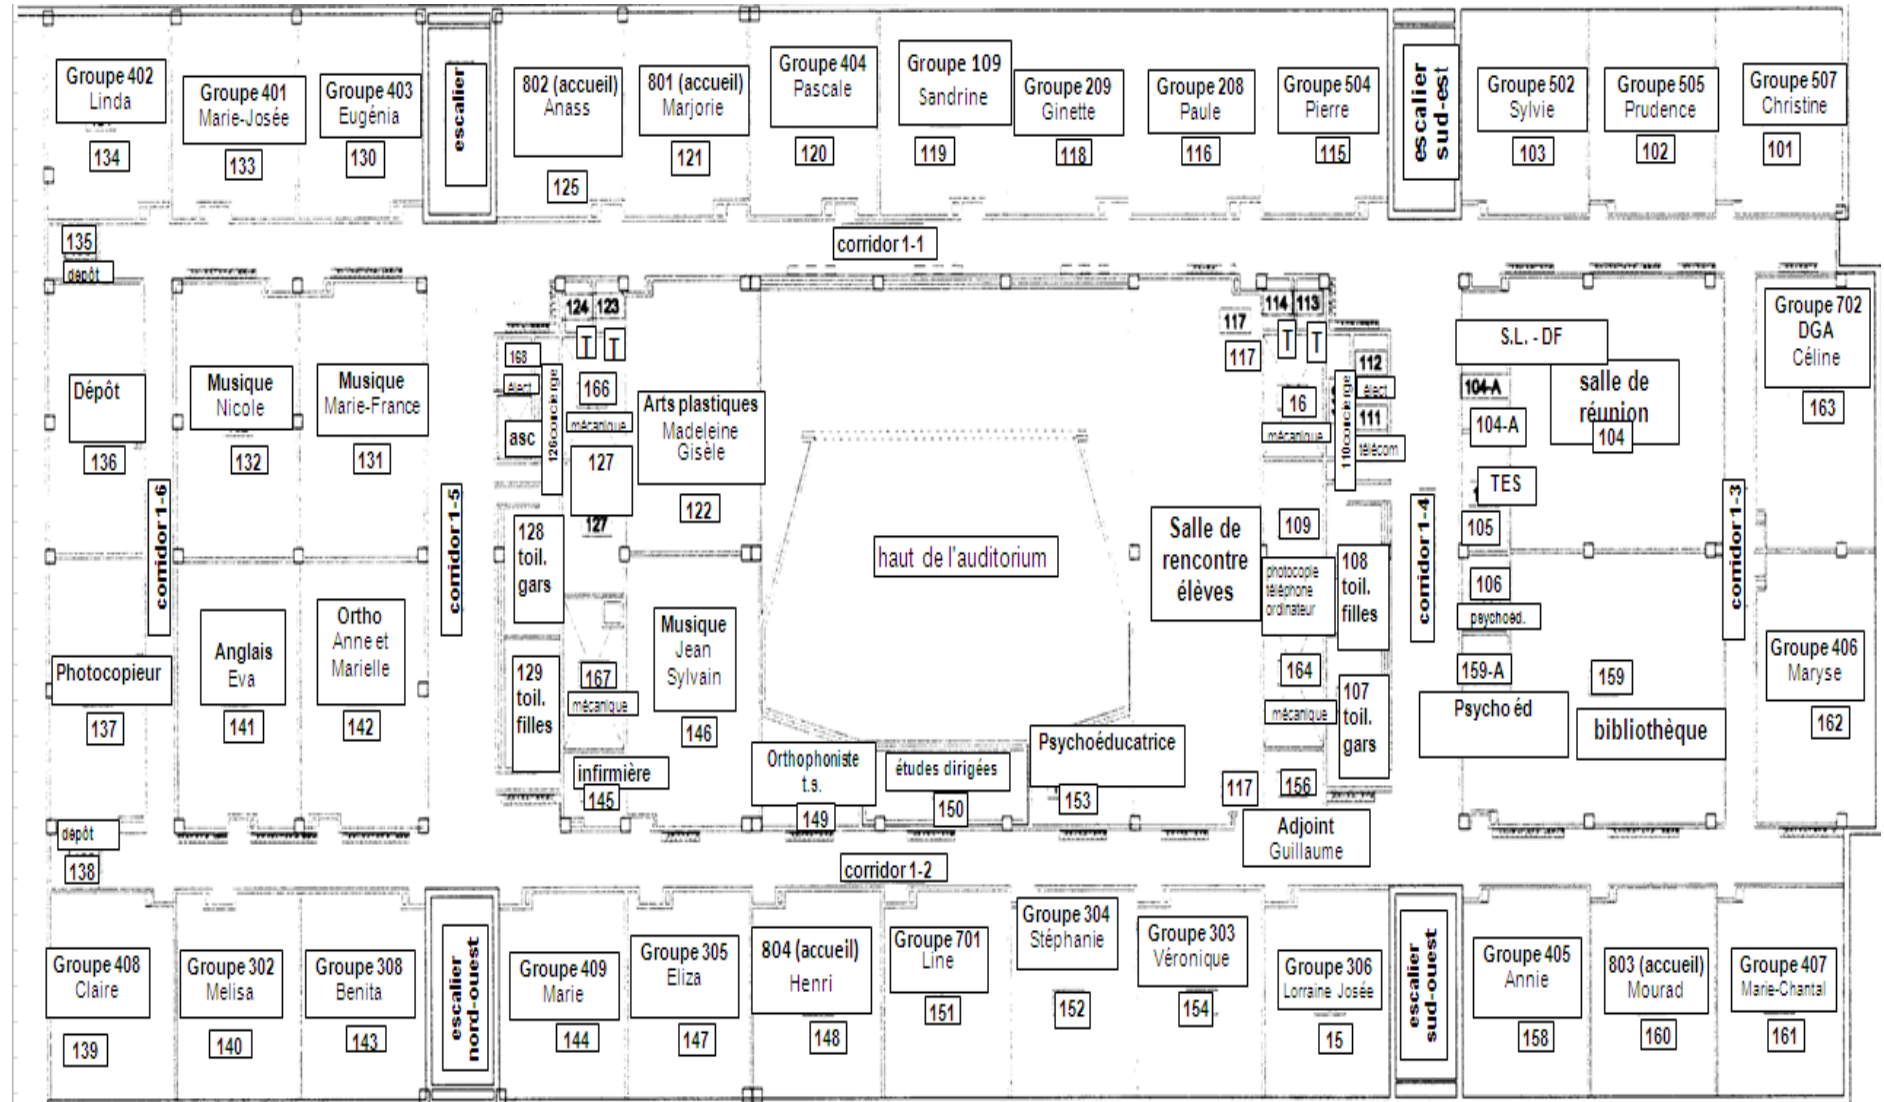 Groupe 402
Linda
134
Groupe 401
Marie-Josée
133
Groupe 403
Eugénia
130
escalier
802 (accueil)
Anass
125
801 (accueil)
Marjorie
121
Groupe 404
Pascale
120
Groupe 109
Sandrine
119
Groupe 209
Ginette
118
Groupe 208
Paule
116
Groupe 504
Pierre
115
escalier
sud-est
Groupe 502
Sylvie
103
Groupe 505
Prudence
102
Groupe 507
Christine
101
corridor 1-1
135
dépôt
Dépôt
136
corridor 1-6
Musique
Nicole
132
Musique
Marie-France
131
corridor 1-5
168
élect
asc
126 concierge
124
123
T
T
166
mécanique
127
127
128
toil.
gars
129
toil.
filles
167
mécanique
infirmière
145
Arts plastiques
Madeleine
Gisèle
122
Musique
Jean
Sylvain
146
haut de l'auditorium
Orthophoniste
t.s.
149
études dirigées
150
Psychoéducatrice
153
Salle de
rencontre
élèves
117
117
117
114
113
T
T
16
mécanique
110 concierge
112
élect
111
télécom
109
photocopie
téléphone
ordinateur
108
toil.
filles
164
mécanique
107
toil.
gars
156
Adjoint
Guillaume
corridor 1-4
S.L. - DF
salle de
réunion
104
104-A
104-A
TES
105
106
psychoéd.
159-A
Psycho éd
159
bibliothèque
corridor 1-3
Groupe 702
DGA
Céline
163
Groupe 406
Maryse
162
Photocopieur
137
Anglais
Eva
141
Ortho
Anne et
Marielle
142
dépôt
138
corridor 1-2
Groupe 408
Claire
139
Groupe 302
Melisa
140
Groupe 308
Benita
143
escalier
nord-ouest
Groupe 409
Marie
144
Groupe 305
Eliza
147
804 (accueil)
Henri
148
Groupe 701
Line
151
Groupe 304
Stéphanie
152
Groupe 303
Véronique
154
Groupe 306
Lorraine Josée
15
escalier
sud-ouest
Groupe 405
Annie
158
803 (accueil)
Mourad
160
Groupe 407
Marie-Chantal
161